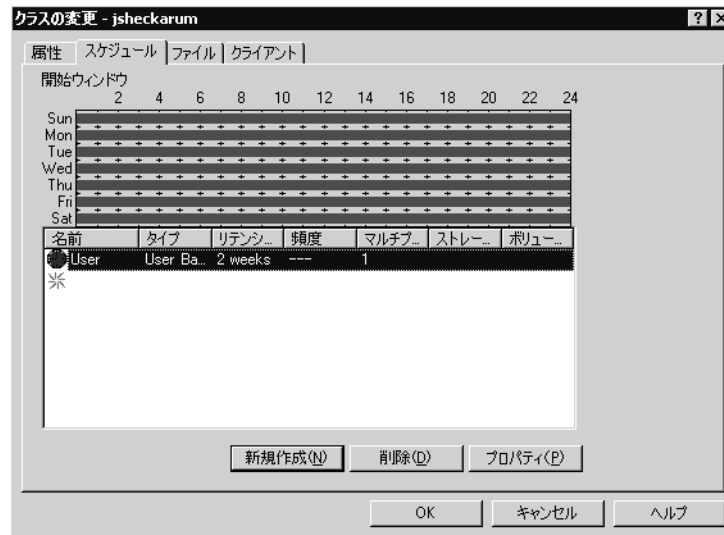 クラスの変更 - jsheckarum
属性 スケジュール ファイル クライアント
開始ウィンドウ
2 4 6 8 10 12 14 16 18 20 22 24
Sun
Mon
Tue
Wed
Thu
Fri
Sat
名前 タイプ リテンシ... 頻度 マルチプ... ストレー... ボリュー...
User User Ba... 2 weeks --- 1
新規作成(N) 削除(D) プロパティ(P)
OK キャンセル ヘルプ